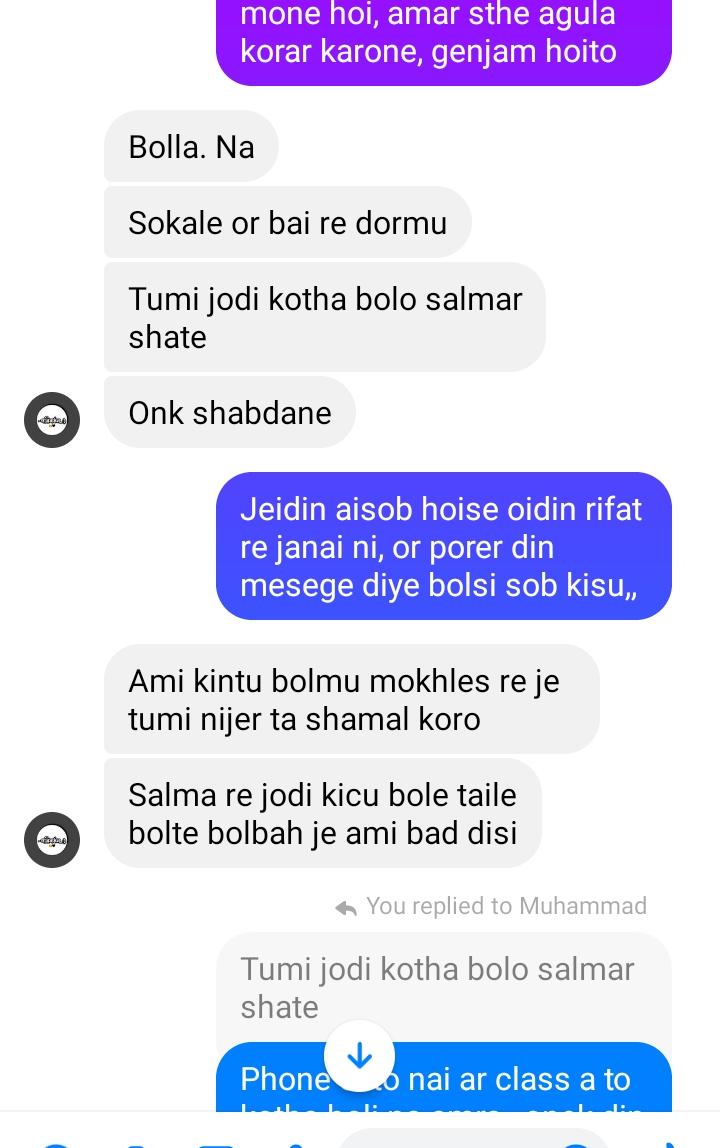 mone hoi, amar sthe agula
korar karone, genjam hoito
Bolla. Na
Sokale or bai re dormu
Tumi jodi kotha bolo salmar
shate
Onk shabdane
Jeidin aisob hoise oidin rifat
re janai ni, or porer din
mesege diye bolsi sob kisu,,
Ami kintu bolmu mokhles re je
tumi nijer ta shamal koro
Salma re jodi kicu bole taile
bolte bolbah je ami bad disi
You replied to Muhammad
Tumi jodi kotha bolo salmar
shate
Phone nai ar class a to